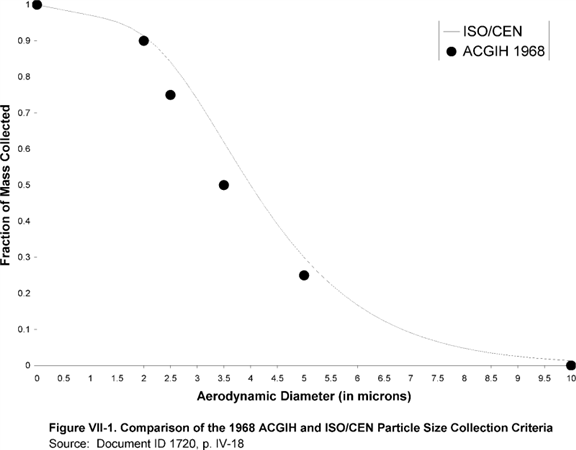 1
0.9
0.8
0.7
0.6
0.5
0.4
0.3
0.2
0.1
0
Fraction of Mass Collected
ISO/CEN
ACGIH 1968
0 0.5 1 1.5 2 2.5 3 3.5 4 4.5 5 5.5 6 6.5 7 7.5 8 8.5 9 9.5 10
Aerodynamic Diameter (in microns)
Figure VII-1. Comparison of the 1968 ACGIH and ISO/CEN Particle Size Collection Criteria
Source: Document ID 1720, p. IV-18